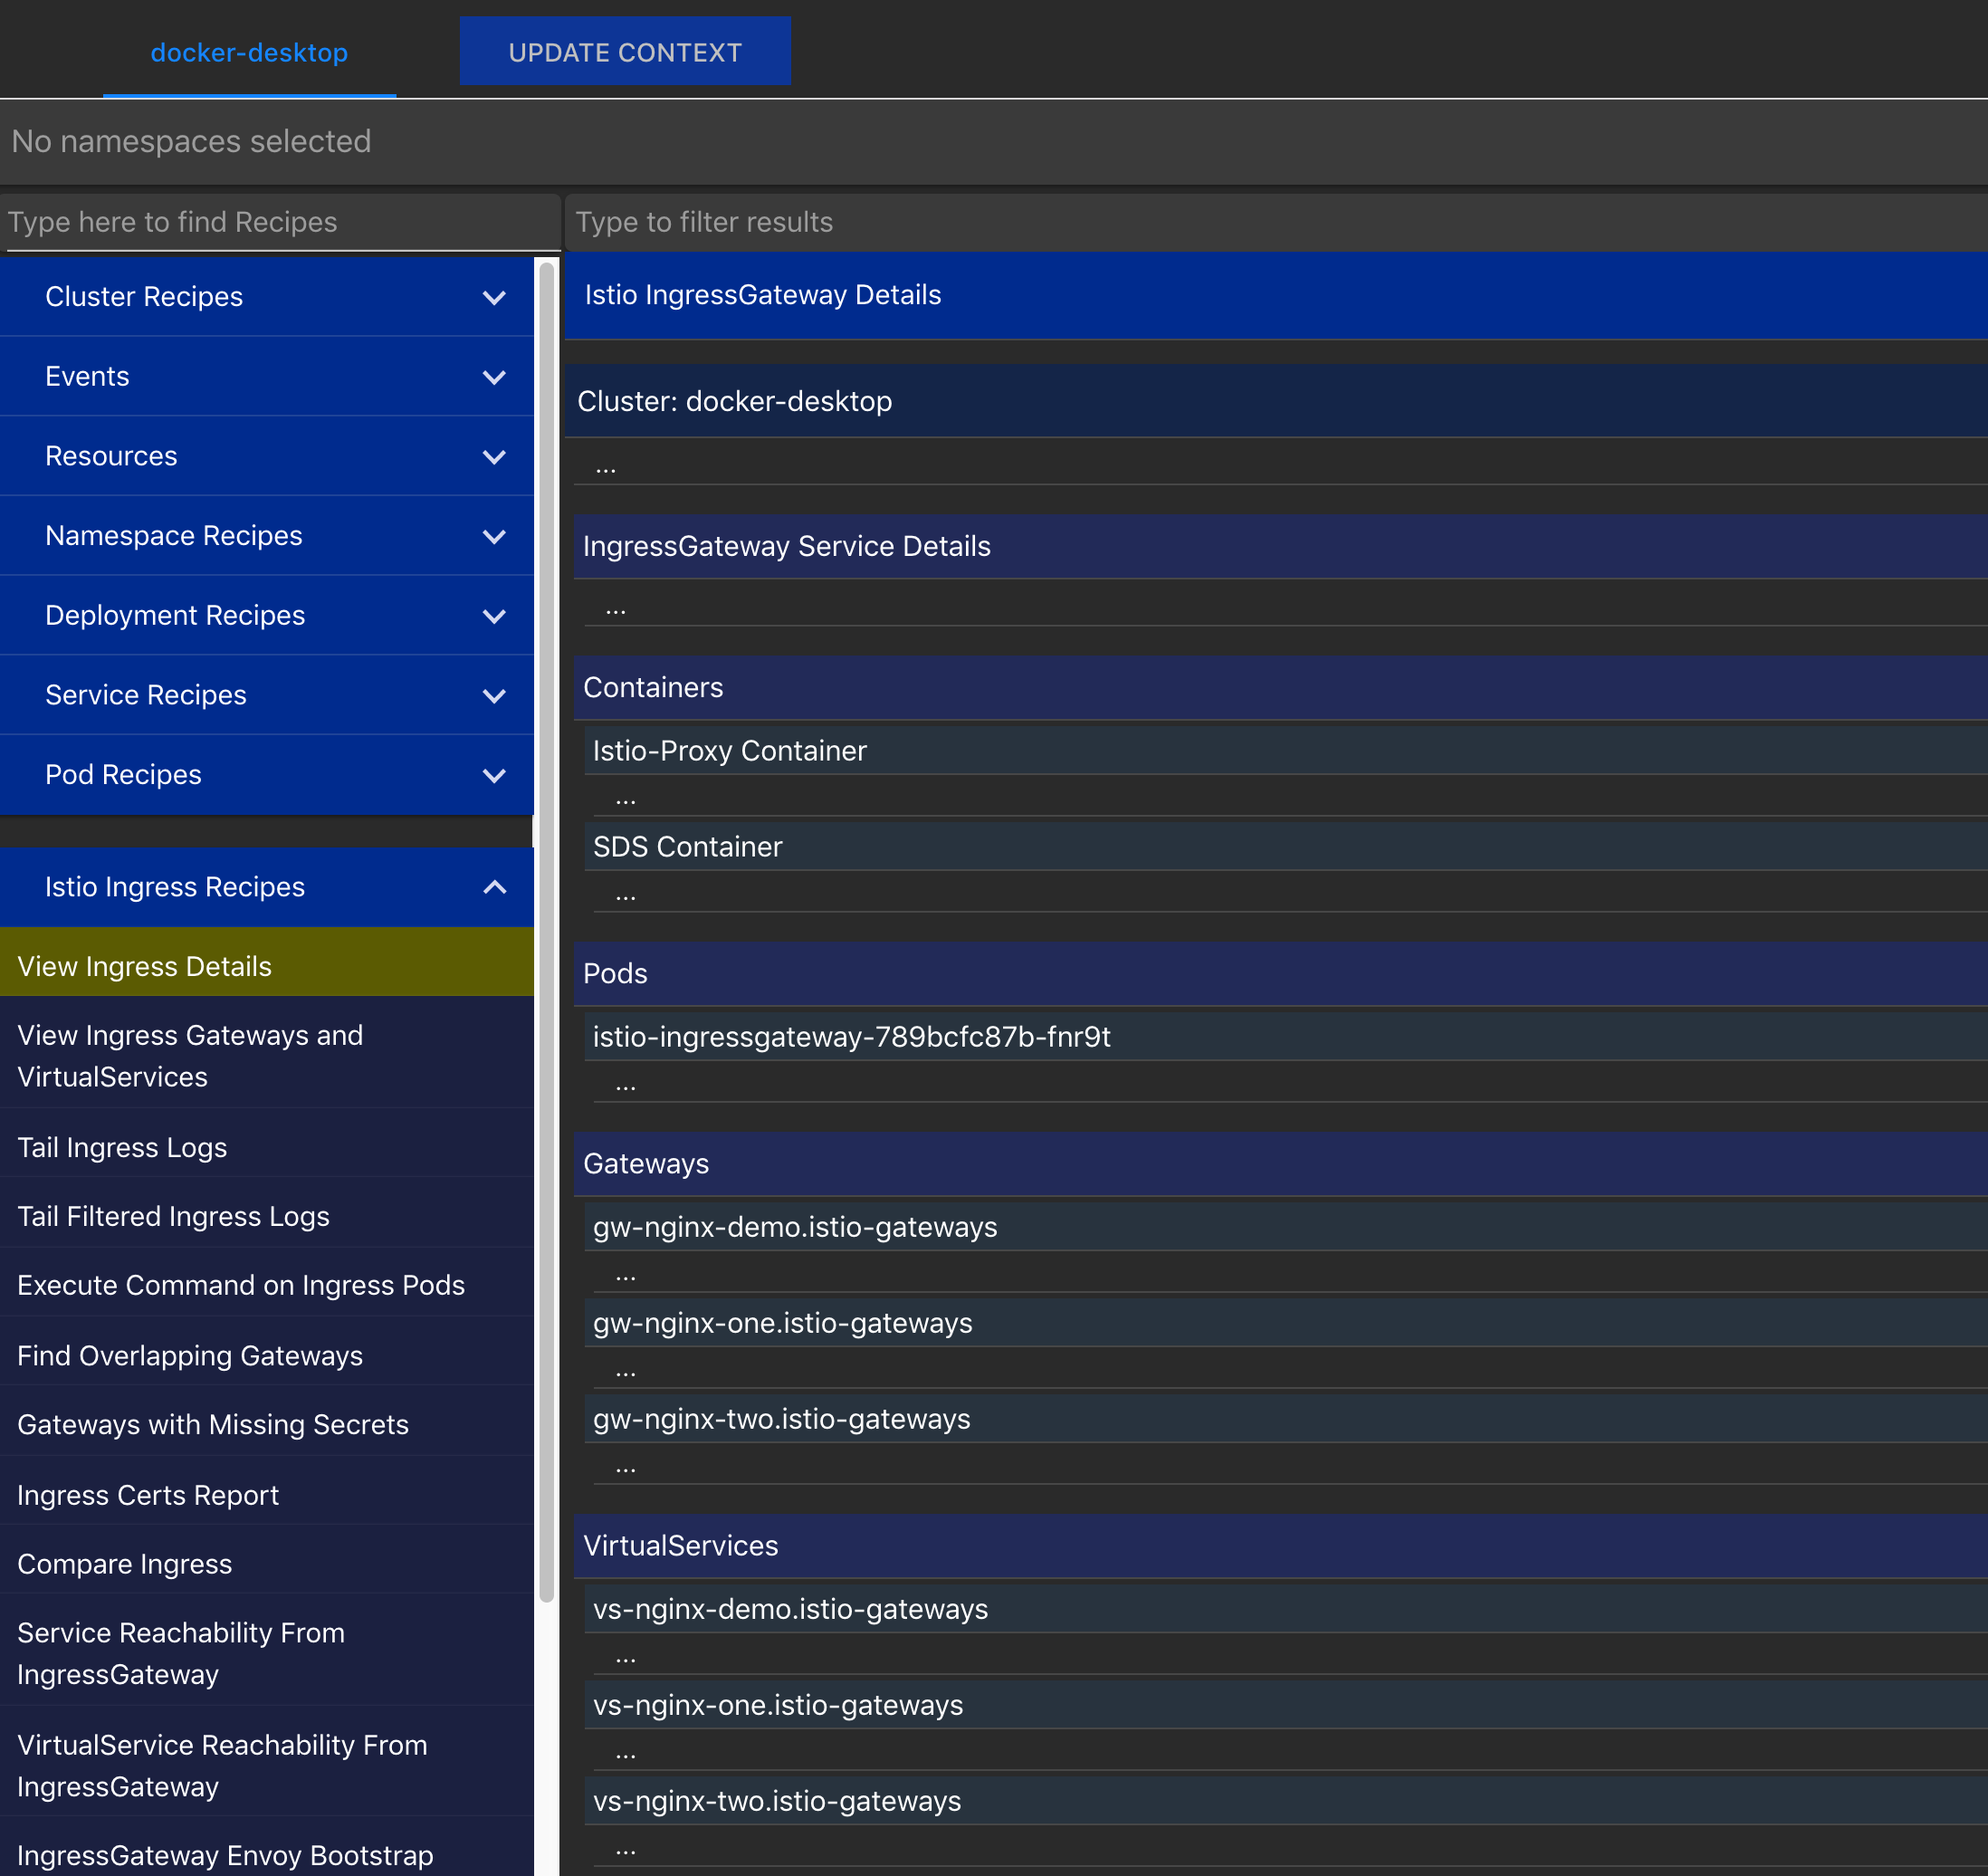 docker-desktop
UPDATE CONTEXT
No namespaces selected
Type here to find Recipes
Cluster Recipes
Events
Resources
Namespace Recipes
Deployment Recipes
Service Recipes
Pod Recipes
Istio Ingress Recipes
View Ingress Details
View Ingress Gateways and
VirtualServices
Tail Ingress Logs
Tail Filtered Ingress Logs
Execute Command on Ingress Pods
Find Overlapping Gateways
Gateways with Missing Secrets
Ingress Certs Report
Compare Ingress
Service Reachability From
IngressGateway
VirtualService Reachability From
IngressGateway
IngressGateway Envoy Bootstrap
Type to filter results
Istio IngressGateway Details
Cluster: docker-desktop
...
IngressGateway Service Details
...
Containers
Istio-Proxy Container
...
SDS Container
...
Pods
istio-ingressgateway-789bcfc87b-fnr9t
...
Gateways
gw-nginx-demo.istio-gateways
...
gw-nginx-one.istio-gateways
...
gw-nginx-two.istio-gateways
...
VirtualServices
vs-nginx-demo.istio-gateways
...
vs-nginx-one.istio-gateways
...
vs-nginx-two.istio-gateways
...